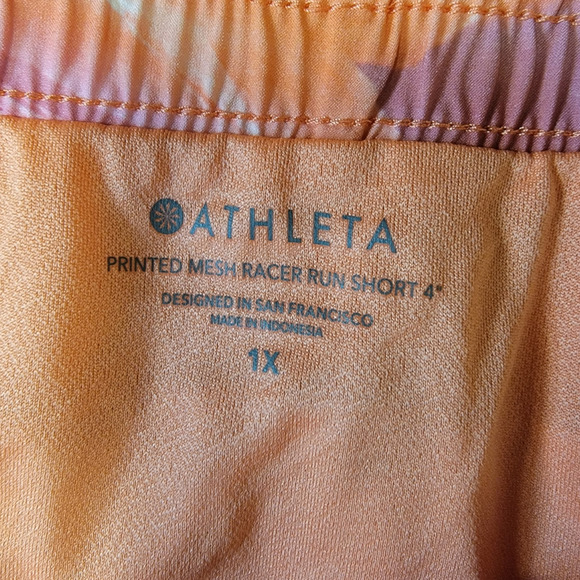 ATHLETA
PRINTED MESH RACER RUN SHORT 4"
DESIGNED IN SAN FRANCISCO
MADE IN INDONESIA
1X